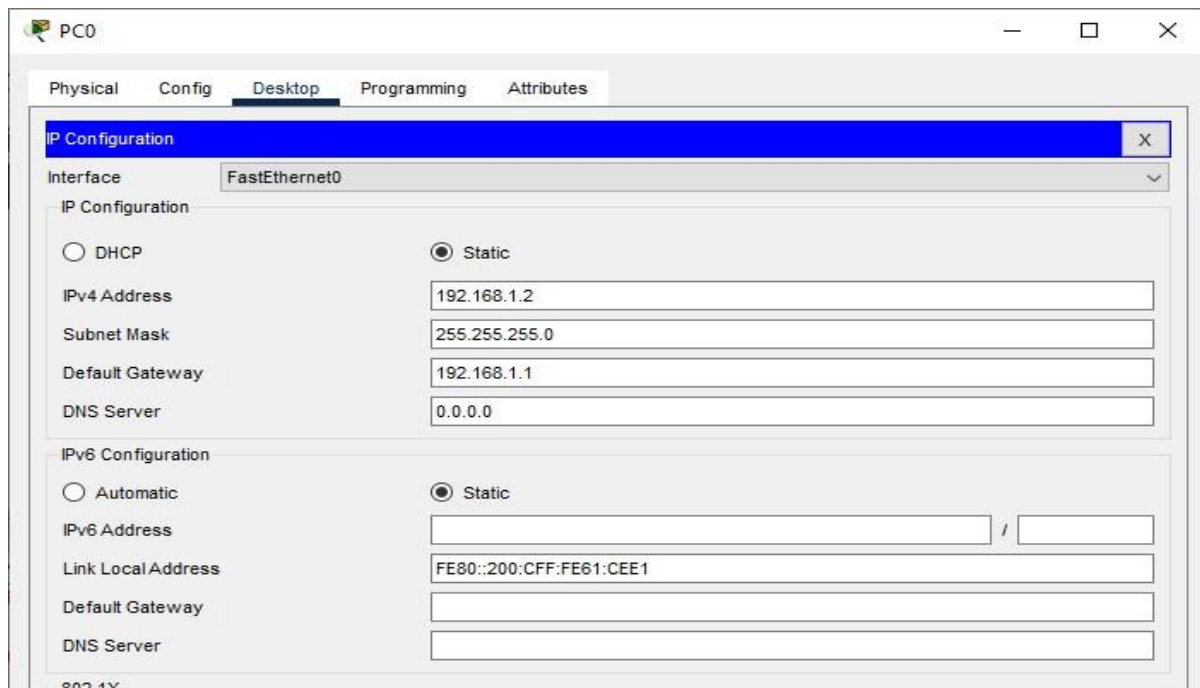 PC0
Physical Config Desktop Programming Attributes
IP Configuration X
Interface FastEthernet0
IP Configuration
DHCP Static
IPv4 Address 192.168.1.2
Subnet Mask 255.255.255.0
Default Gateway 192.168.1.1
DNS Server 0.0.0.0
IPv6 Configuration
Automatic Static
IPv6 Address /
Link Local Address FE80::200:CFF:FE61:CEE1
Default Gateway
DNS Server
802.1X